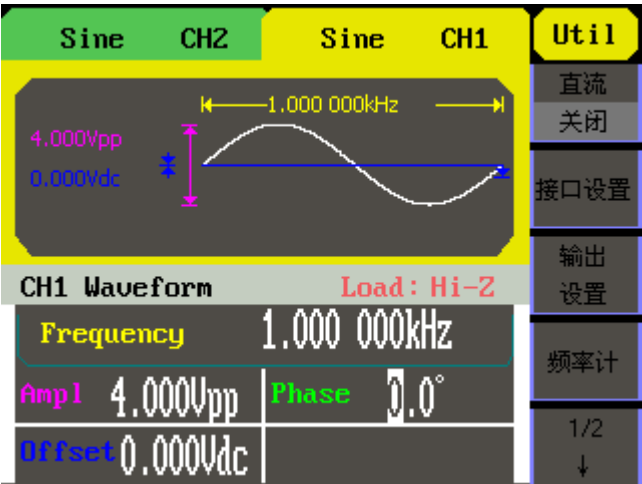 Sine CH2 Sine CH1 Util
1.000 000kHz
4.000Vpp
0.000Vdc
CH1 Waveform Load: Hi-Z
Frequency 1.000 000kHz
Ampl 4.000Vpp Phase 0.0°
Offset 0.000Vdc
直流
关闭
接口设置
输出
设置
频率计
1/2
↓